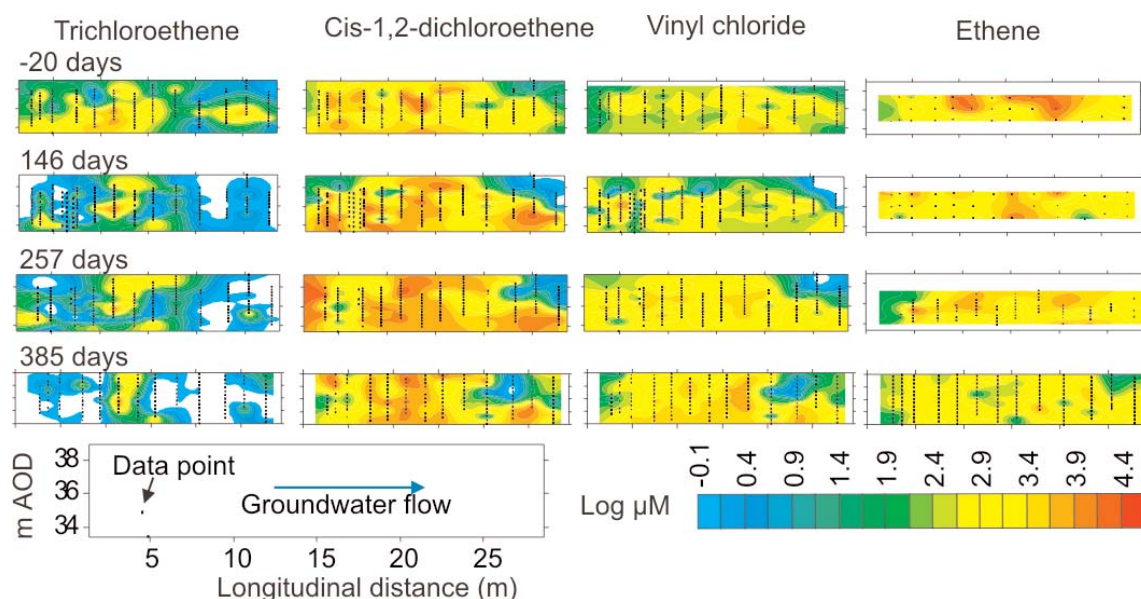 Trichloroethene
Cis-1,2-dichloroethene
Vinyl chloride
Ethene
-20 days
146 days
257 days
385 days
38
36
34
m AOD
Data point
Groundwater flow
5 10 15 20 25
Longitudinal distance (m)
-0.1 0.4 0.9 1.4 1.9 2.4 2.9 3.4 3.9 4.4
Log µM